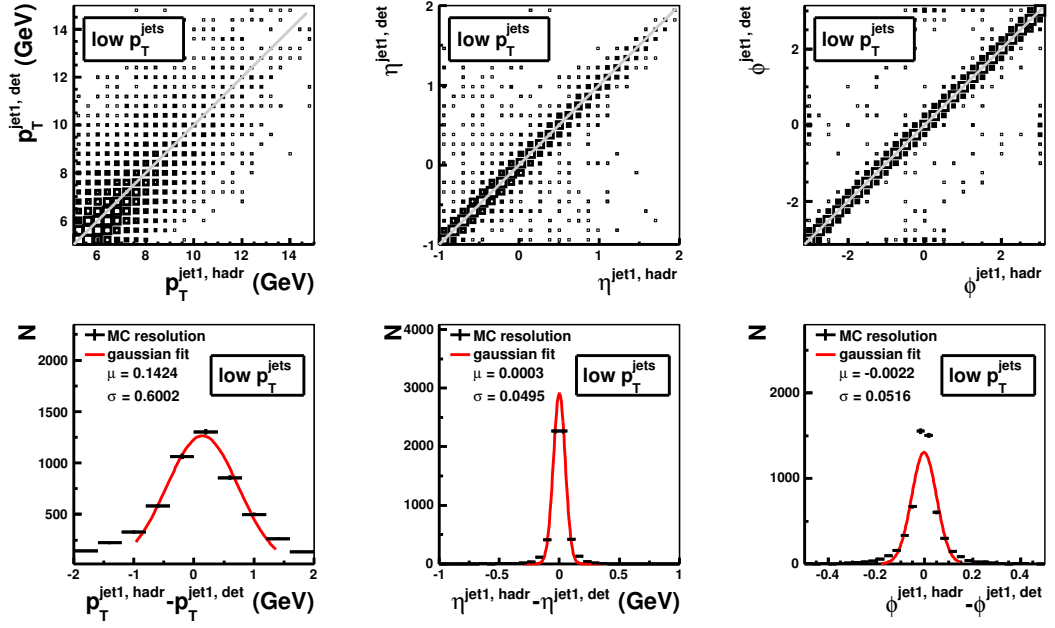 p_T^jet1, det (GeV)
14
12
10
8
6
low p_T^jets
6 8 10 12 14
p_T^jet1, hadr (GeV)
η^jet1, det
2
1
0
-1
low p_T^jets
-1 0 1 2
η^jet1, hadr
ϕ^jet1, det
2
0
-2
low p_T^jets
-2 0 2
ϕ^jet1, hadr
N
2000
1500
1000
500
MC resolution
gaussian fit
μ = 0.1424
σ = 0.6002
low p_T^jets
-2 -1 0 1 2
p_T^jet1, hadr-p_T^jet1, det (GeV)
N
4000
3000
2000
1000
0
MC resolution
gaussian fit
μ = 0.0003
σ = 0.0495
low p_T^jets
-1 -0.5 0 0.5 1
η^jet1, hadr-η^jet1, det (GeV)
N
2000
1000
0
MC resolution
gaussian fit
μ = -0.0022
σ = 0.0516
low p_T^jets
-0.4 -0.2 0 0.2 0.4
ϕ^jet1, hadr-ϕ^jet1, det